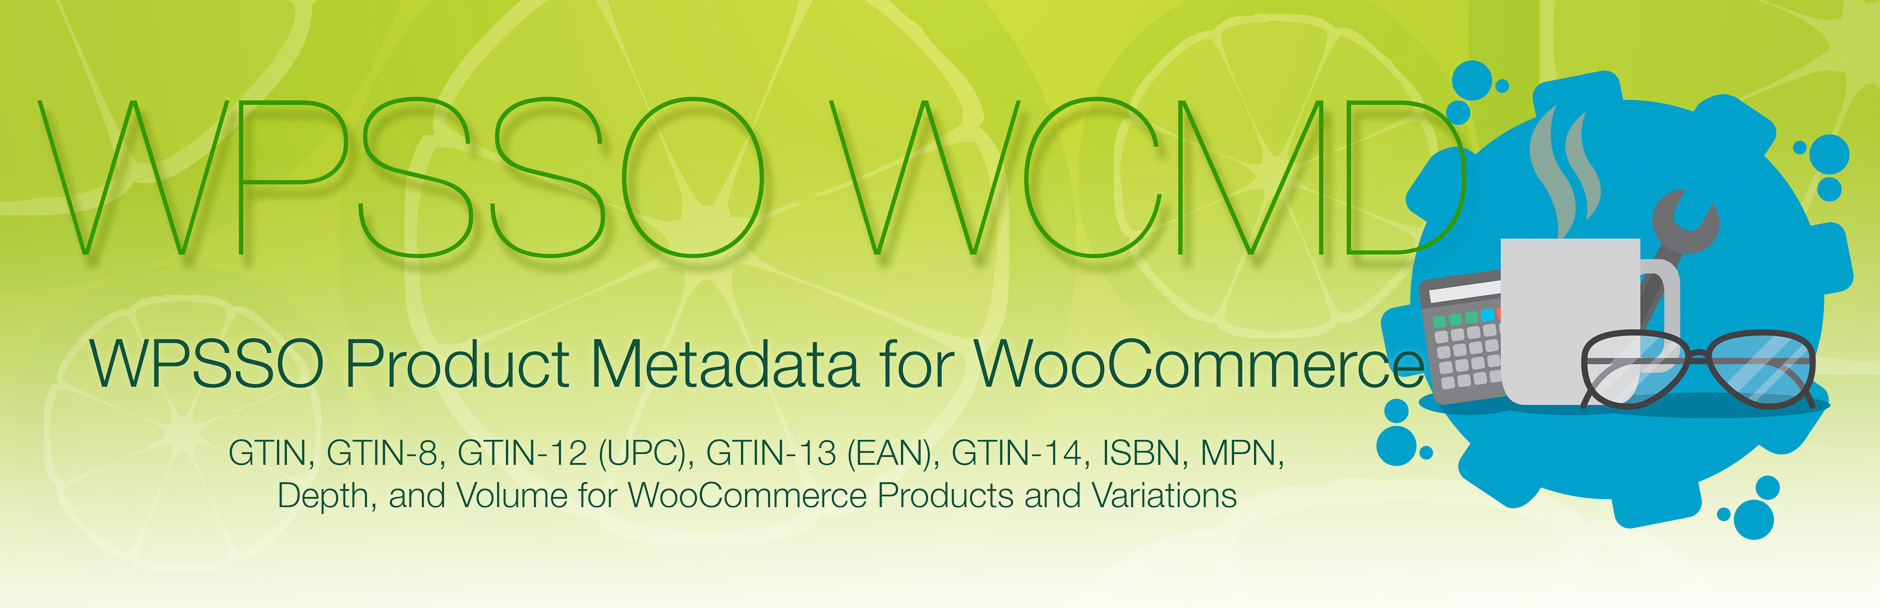 WPSSO WCMD
WPSSO Product Metadata for WooCommerce
GTIN, GTIN-8, GTIN-12 (UPC), GTIN-13 (EAN), GTIN-14, ISBN, MPN,
Depth, and Volume for WooCommerce Products and Variations